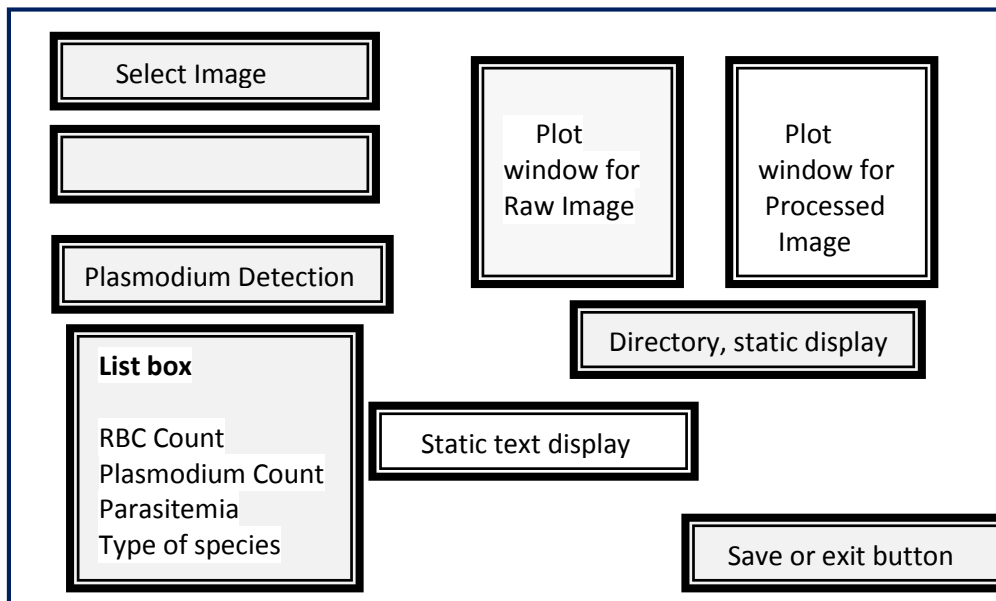 Select Image
Plasmodium Detection
List box
RBC Count
Plasmodium Count
Parasitemia
Type of species
Plot
window for
Raw Image
Plot
window for
Processed
Image
Directory, static display
Static text display
Save or exit button